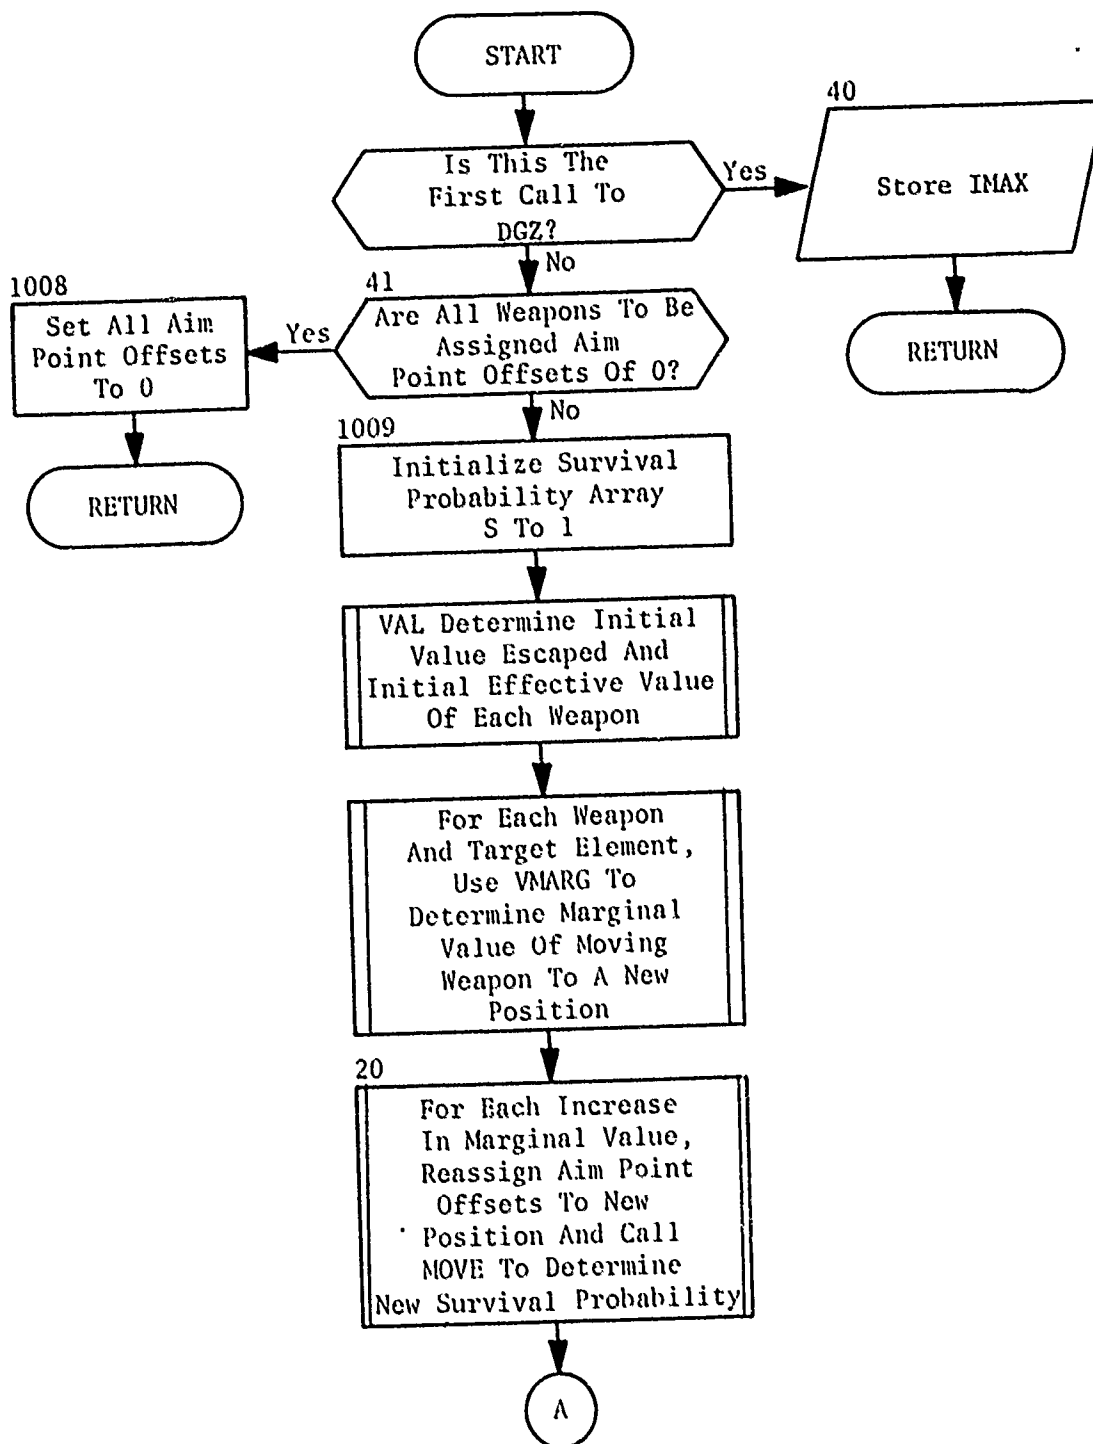 START
Is This The
First Call To
DGZ?
Yes
40
Store IMAX
RETURN
No
41
Are All Weapons To Be
Assigned Aim
Point Offsets Of 0?
Yes
1008
Set All Aim
Point Offsets
To 0
RETURN
No
1009
Initialize Survival
Probability Array
S To 1
VAL Determine Initial
Value Escaped And
Initial Effective Value
Of Each Weapon
For Each Weapon
And Target Element,
Use VMARG To
Determine Marginal
Value Of Moving
Weapon To A New
Position
20
For Each Increase
In Marginal Value,
Reassign Aim Point
Offsets To New
Position And Call
MOVE To Determine
New Survival Probability
A